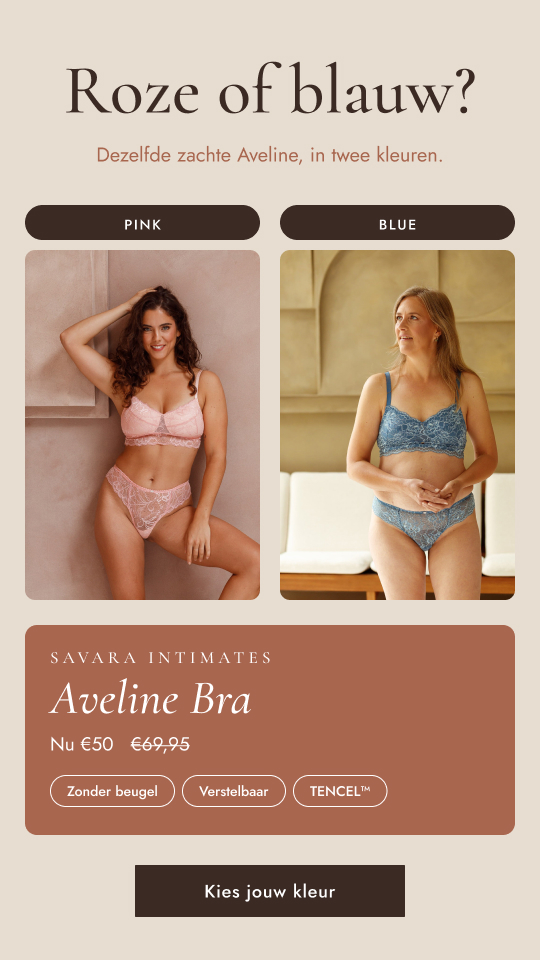 Roze of blauw?
Dezelfde zachte Aveline, in twee kleuren.
PINK
BLUE
SAVARA INTIMATES
Aveline Bra
Nu €50 €69,95
Zonder beugel Verstelbaar TENCEL™
Kies jouw kleur